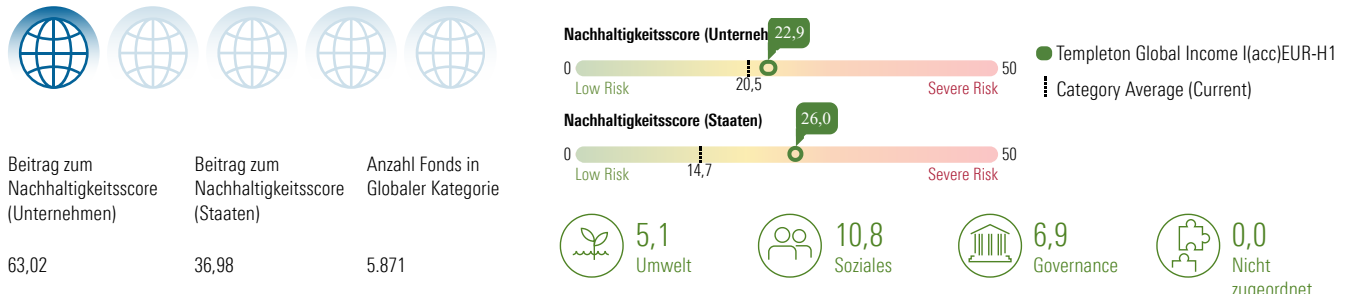 Beitrag zum
Nachhaltigkeitsscore
(Unternehmen)
63,02
Beitrag zum
Nachhaltigkeitsscore
(Staaten)
36,98
Anzahl Fonds in
Globaler Kategorie
5.871
Nachhaltigkeitsscore (Unterneh
22,9
0
50
Low Risk
20,5
Severe Risk
Nachhaltigkeitsscore (Staaten)
26,0
0
50
Low Risk
14,7
Severe Risk
Templeton Global Income I(acc)EUR-H1
Category Average (Current)
5,1
Umwelt
10,8
Soziales
6,9
Governance
0,0
Nicht
zugeordnet